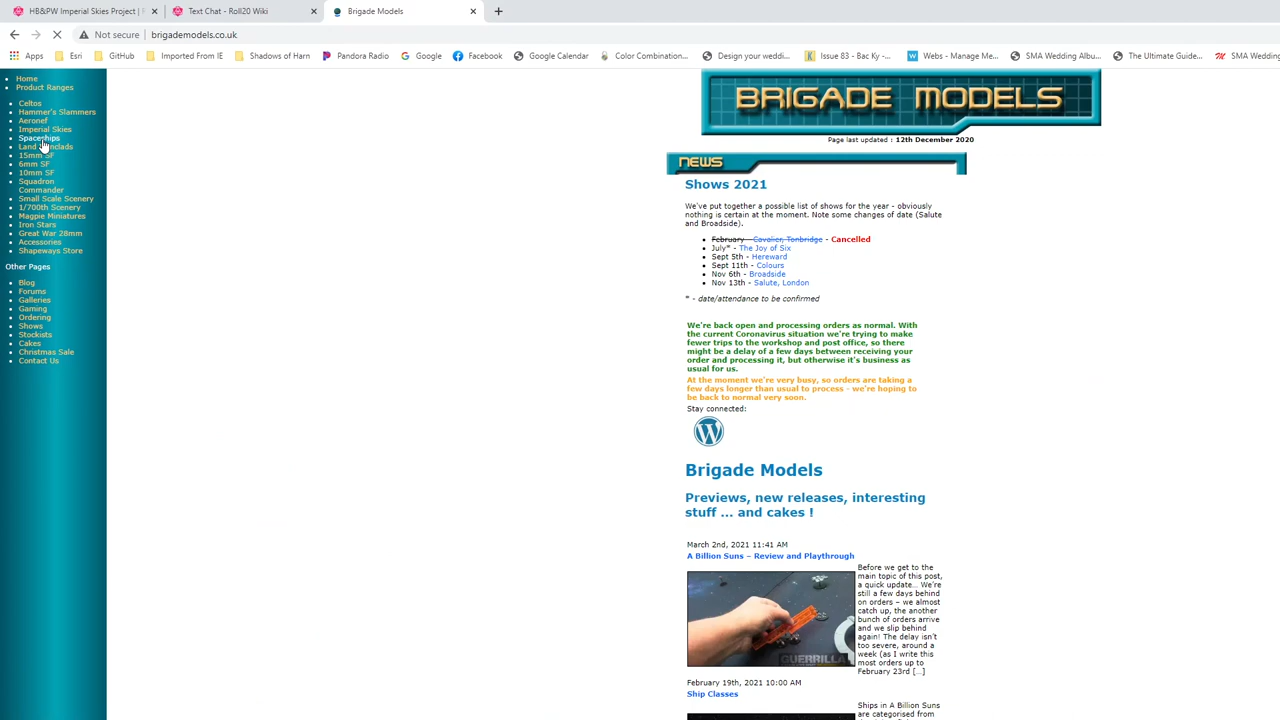 HB&PW Imperial Skies Project |
Text Chat - Roll20 Wiki
Brigade Models
Not secure | brigademodels.co.uk
Apps
Esri
GitHub
Imported From IE
Shadows of Harn
Pandora Radio
Google
Facebook
Google Calendar
Color Combination...
Design your weddi...
Issue 83 - Bac Ky -...
Webs - Manage Me...
SMA Wedding Albu...
The Ultimate Guide...
SMA Wedding
Home
Product Ranges
Celtos
Hammer's Slammers
Aeronef
Imperial Skies
Spaceships
15mm SF
6mm SF
10mm SF
Squadron
Commander
Small Scale Scenery
1/700th Scenery
Magpie Miniatures
Iron Stars
Great War 28mm
Accessories
Shapeways Store
Other Pages
Blog
Forums
Galleries
Gaming
Ordering
Shows
Stockists
Cakes
Christmas Sale
Contact Us
BRIGADE MODELS
Page last updated : 12th December 2020
NEWS
Shows 2021
We've put together a possible list of shows for the year - obviously
nothing is certain at the moment. Note some changes of date (Salute
and Broadside).
February - Cavalier, Tonbridge - Cancelled
July* - The Joy of Six
Sept 5th - Hereward
Sept 11th - Colours
Nov 6th - Broadside
Nov 13th - Salute, London
* - date/attendance to be confirmed
We're back open and processing orders as normal. With
the current Coronavirus situation we're trying to make
fewer trips to the workshop and post office, so there
might be a delay of a few days between receiving your
order and processing it, but otherwise it's business as
usual for us.
At the moment we're very busy, so orders are taking a
few days longer than usual to process - we're hoping to
be back to normal very soon.
Stay connected:
Brigade Models
Previews, new releases, interesting
stuff ... and cakes !
March 2nd, 2021 11:41 AM
A Billion Suns – Review and Playthrough
Before we get to the
main topic of this post,
a quick update... We're
still a few days behind
on orders – we almost
catch up, the another
bunch of orders arrive
and we slip behind
again! The delay isn't
too severe, around a
week (as I write this
most orders up to
February 23rd [...]
GUERRILLA
February 19th, 2021 10:00 AM
Ship Classes
Ships in A Billion Suns
are categorised from